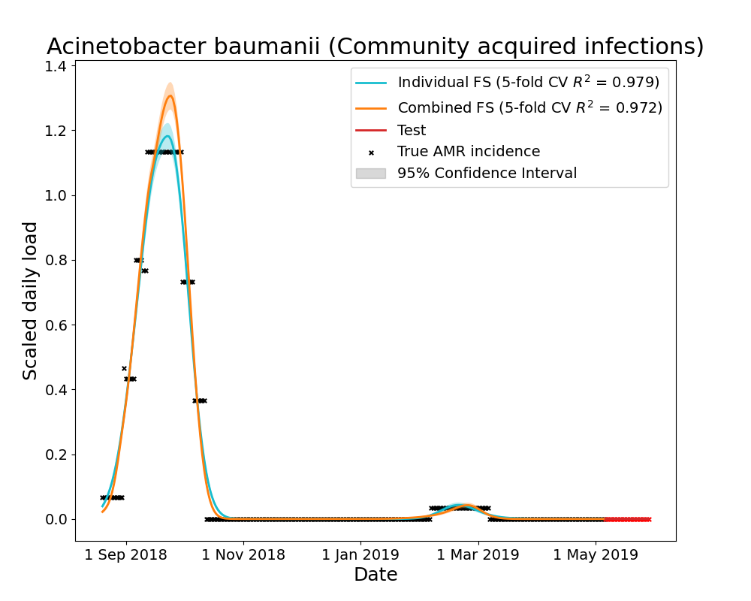 Acinetobacter baumanii (Community acquired infections)
Individual FS (5-fold CV R² = 0.979)
Combined FS (5-fold CV R² = 0.972)
Test
True AMR incidence
95% Confidence Interval
Scaled daily load
1.4
1.2
1.0
0.8
0.6
0.4
0.2
0.0
1 Sep 2018 1 Nov 2018 1 Jan 2019 1 Mar 2019 1 May 2019
Date